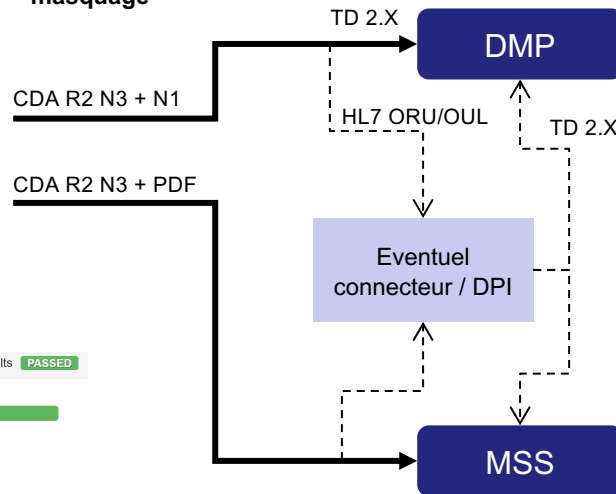 TD 2.X
DMP
CDA R2 N3 + N1
HL7 ORU/OUL
TD 2.X
CDA R2 N3 + PDF
Eventuel
connecteur / DPI
PASSED
MSS